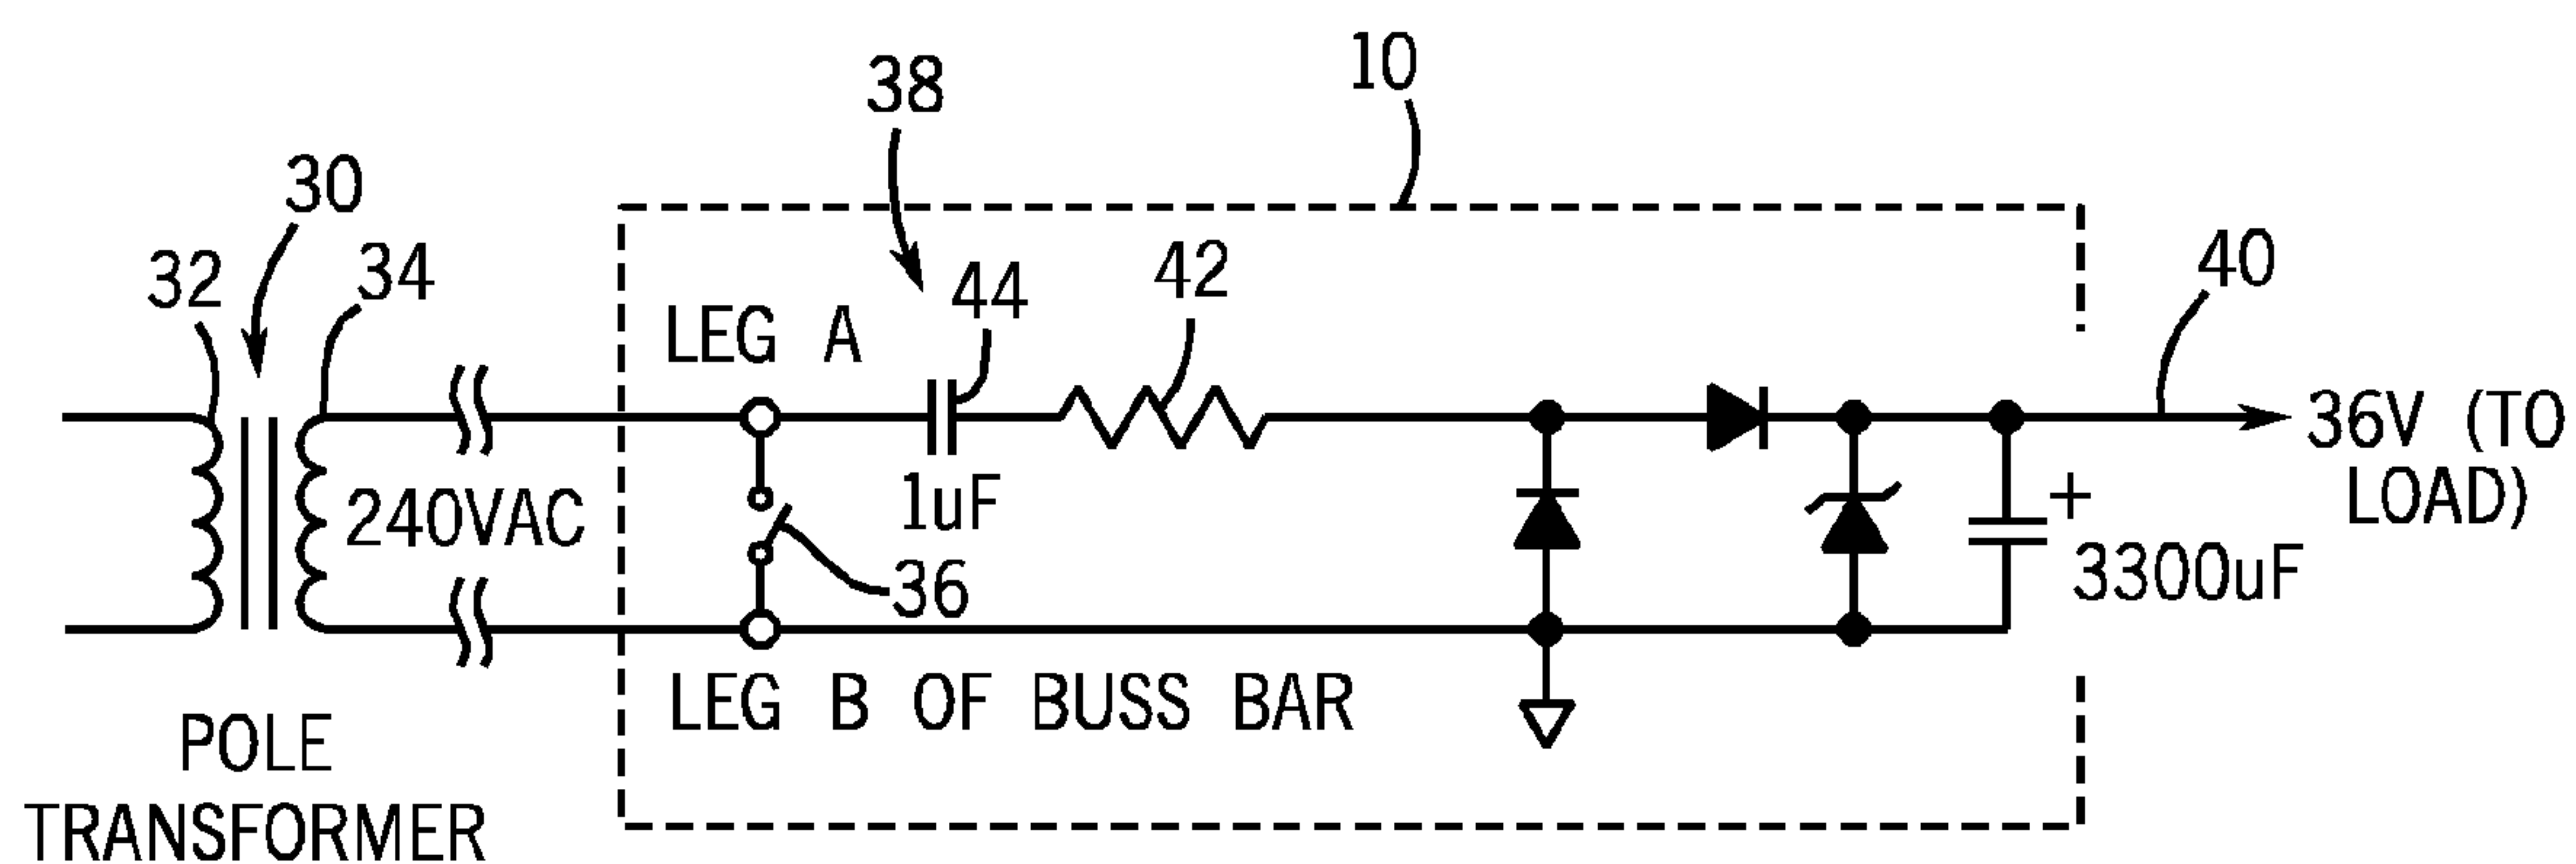 10
38
30
32
34
44
42
40
LEG A
36V (TO
LOAD)
240VAC
1uF
36
+
3300uF
LEG B OF BUSS BAR
POLE
TRANSFORMER